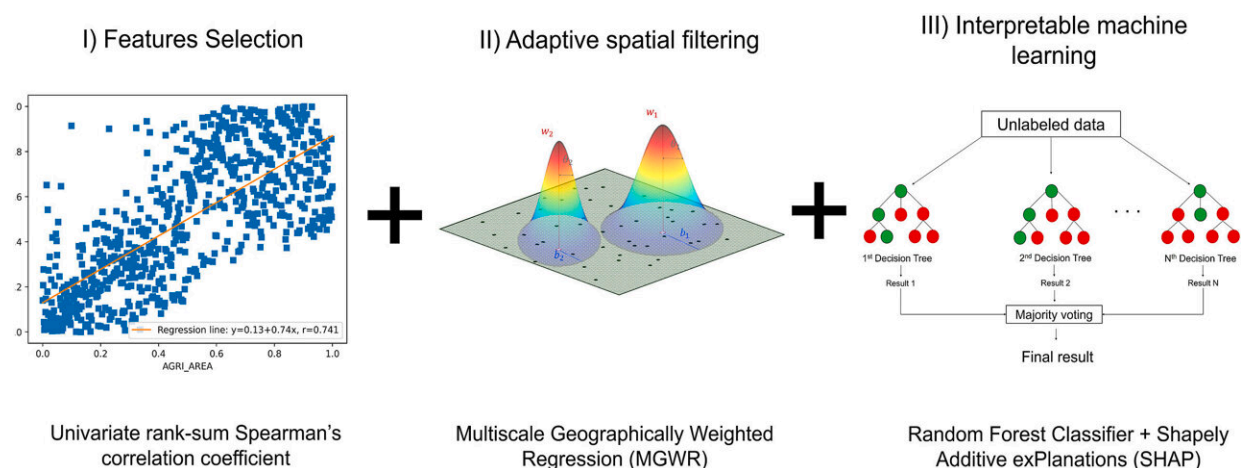 I) Features Selection
II) Adaptive spatial filtering
III) Interpretable machine
learning
.0
.8
.6
.4
.2
.0
0.0 0.2 0.4 0.6 0.8 1.0
AGRI_AREA
Regression line: y=0.13+0.74x, r=0.741
+
w₂
w₁
b₂
b₁
+
Unlabeled data
. . .
1st Decision Tree
2nd Decision Tree
Nth Decision Tree
Result 1
Result 2
Result N
Majority voting
Final result
Univariate rank-sum Spearman's
correlation coefficient
Multiscale Geographically Weighted
Regression (MGWR)
Random Forest Classifier + Shapely
Additive exPlanations (SHAP)